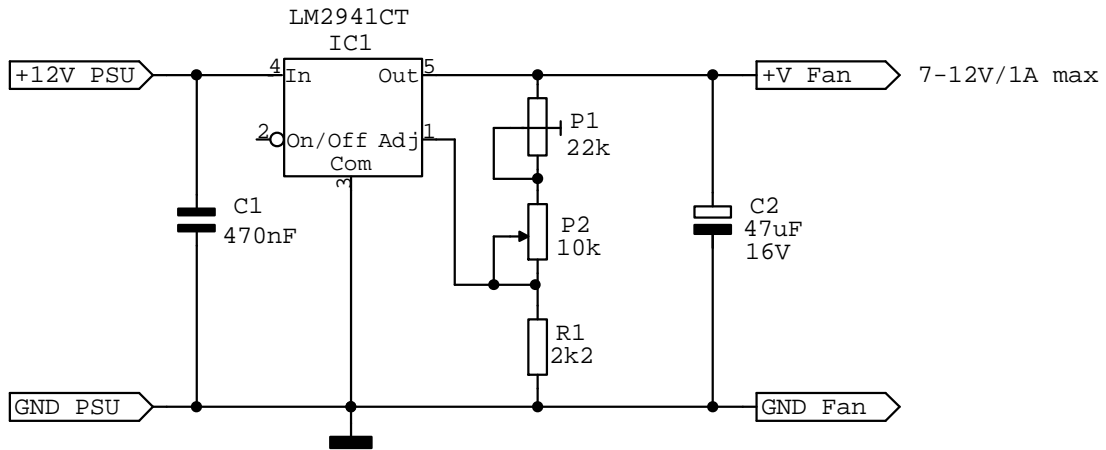 LM2941CT
IC1
+12V PSU
4
In
Out
5
+V Fan
7-12V/1A max
2
On/Off
Adj
1
Com
3
P1
22k
C1
470nF
P2
10k
C2
47uF
16V
R1
2k2
GND PSU
GND Fan